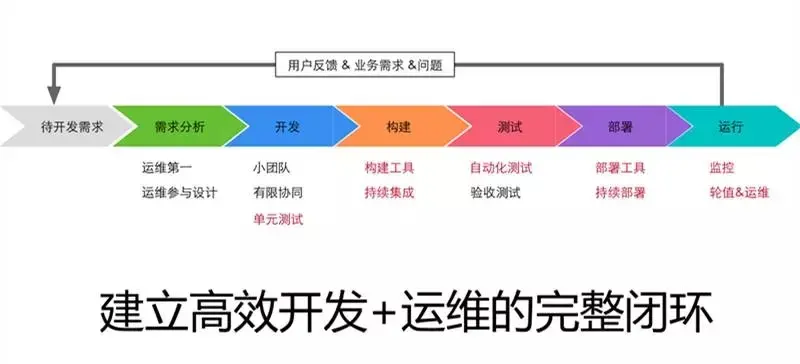 用户反馈 & 业务需求 &问题
待开发需求
需求分析
开发
构建
测试
部署
运行
运维第一
运维参与设计
小团队
有限协同
单元测试
构建工具
持续集成
自动化测试
验收测试
部署工具
持续部署
监控
轮值&运维
建立高效开发+运维的完整闭环